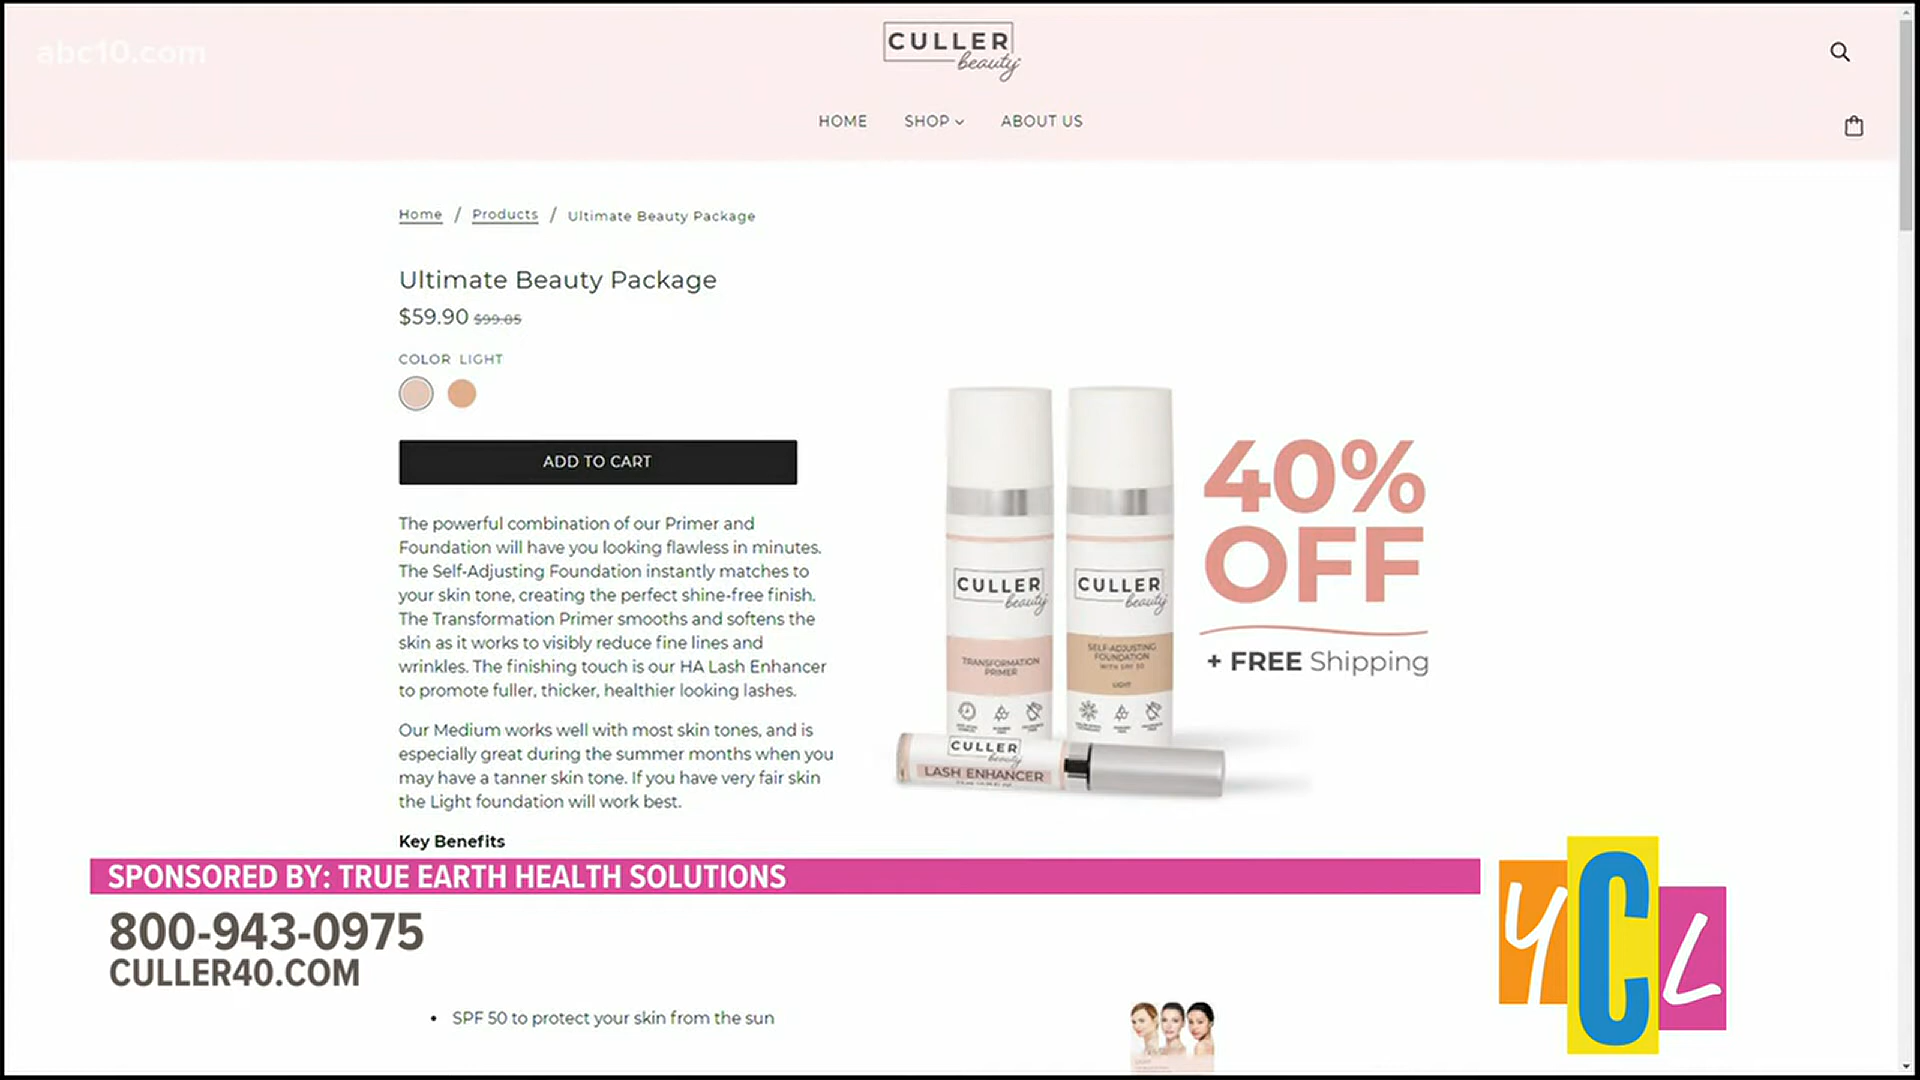 abc10.com
CULLER
beauty
HOME SHOP ABOUT US
Home / Products / Ultimate Beauty Package
Ultimate Beauty Package
$59.90 $99.85
COLOR LIGHT
ADD TO CART
The powerful combination of our Primer and
Foundation will have you looking flawless in minutes.
The Self-Adjusting Foundation instantly matches to
your skin tone, creating the perfect shine-free finish.
The Transformation Primer smooths and softens the
skin as it works to visibly reduce fine lines and
wrinkles. The finishing touch is our HA Lash Enhancer
to promote fuller, thicker, healthier looking lashes.
Our Medium works well with most skin tones, and is
especially great during the summer months when you
may have a tanner skin tone. If you have very fair skin
the Light foundation will work best.
Key Benefits
CULLER
beauty
TRANSFORMATION
PRIMER
CULLER
beauty
SELF-ADJUSTING
FOUNDATION
WITH SPF 50
LIGHT
CULLER
beauty
LASH ENHANCER
40%
OFF
+ FREE Shipping
SPONSORED BY: TRUE EARTH HEALTH SOLUTIONS
800-943-0975
CULLER40.COM
YCL
• SPF 50 to protect your skin from the sun